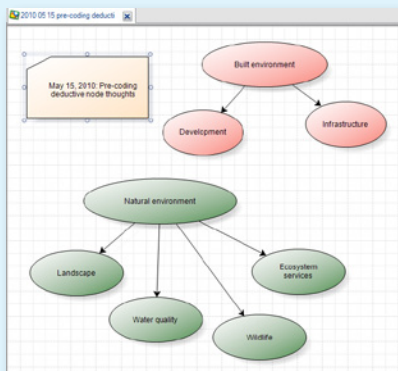 2010 05 15 pre-coding deducti
May 15, 2010: Pre-coding
deductive node thoughts
Built environment
Development
Infrastructure
Natural environment
Landscape
Ecosystem
services
Water quality
Wildlife